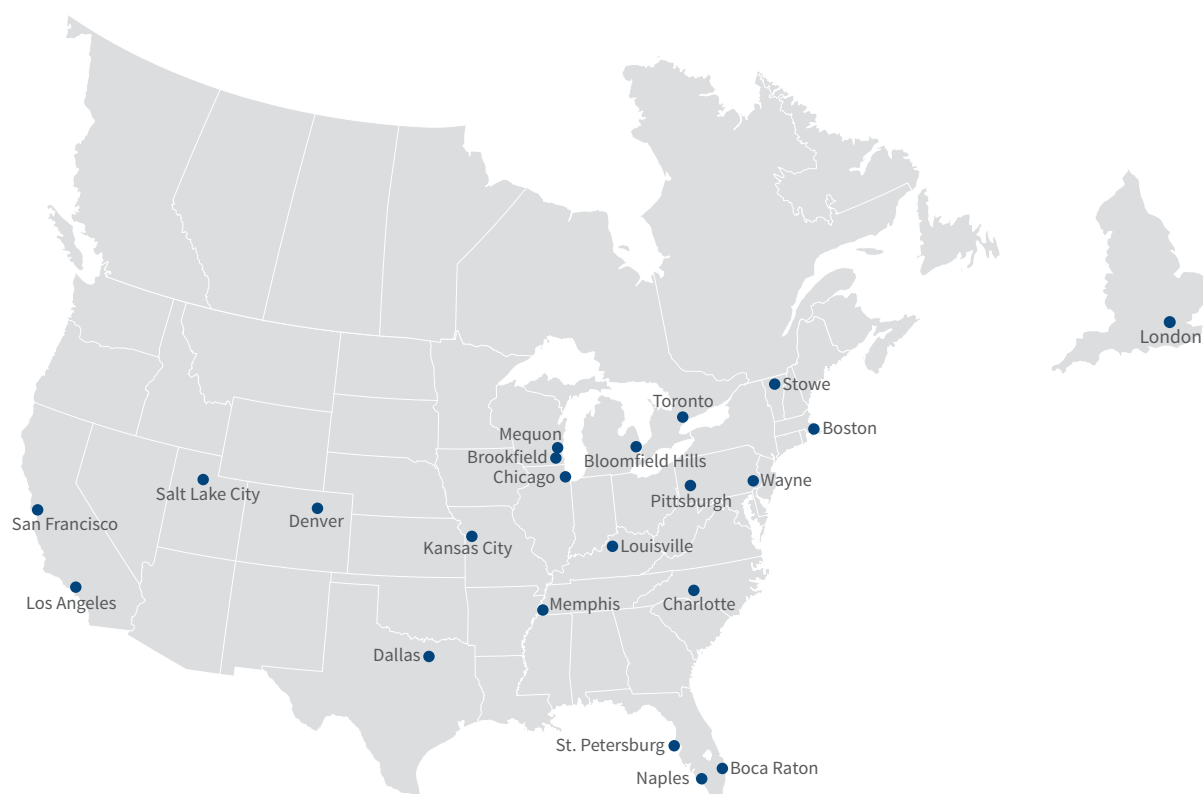 London
Stowe
Toronto
Boston
Mequon
Brookfield
Bloomfield Hills
Chicago
Wayne
Salt Lake City
Pittsburgh
San Francisco
Denver
Kansas City
Louisville
Los Angeles
Memphis
Charlotte
Dallas
St. Petersburg
Boca Raton
Naples